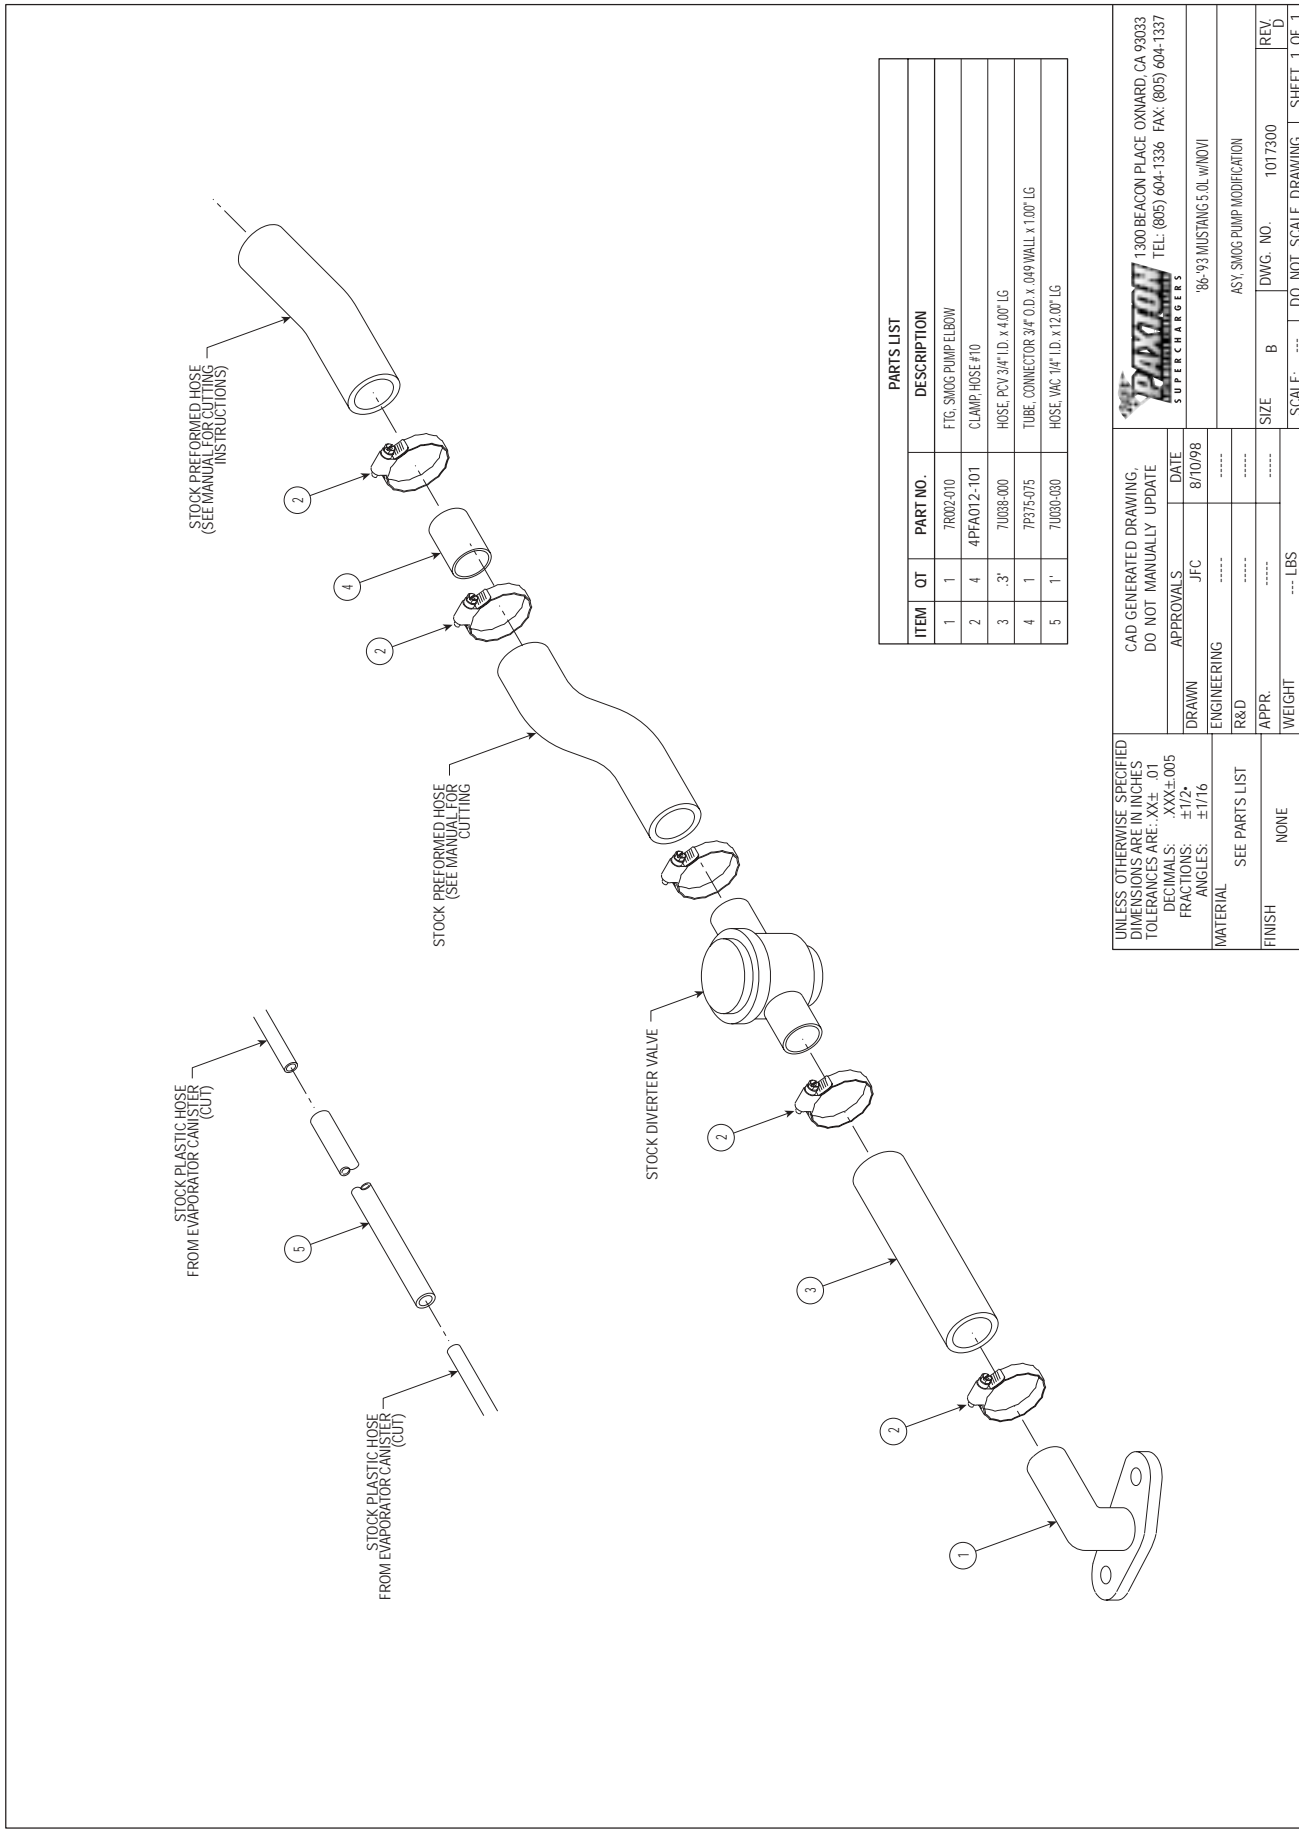 STOCK PREFORMED HOSE
(SEE MANUAL FOR CUTTING
INSTRUCTIONS)
2
4
2
STOCK PREFORMED HOSE
(SEE MANUAL FOR
CUTTING
STOCK PLASTIC HOSE
FROM EVAPORATOR CANISTER
(CUT)
5
STOCK PLASTIC HOSE
FROM EVAPORATOR CANISTER
(CUT)
STOCK DIVERTER VALVE
2
3
2
1
PARTS LIST
ITEM QT PART NO. DESCRIPTION
1 1 7R002-010 FTG, SMOG PUMP ELBOW
2 4 4PFA012-101 CLAMP, HOSE #10
3 .3' 7U038-000 HOSE, PCV 3/4" I.D. x 4.00" LG
4 1 7P375-075 TUBE, CONNECTOR 3/4" O.D. x .049 WALL x 1.00" LG
5 1' 7U030-030 HOSE, VAC 1/4" I.D. x 12.00" LG
UNLESS OTHERWISE SPECIFIED
DIMENSIONS ARE IN INCHES
TOLERANCES ARE: .XX± .01
DECIMALS: .XXX±.005
FRACTIONS: ±1/2•
ANGLES: ±1/16
MATERIAL
SEE PARTS LIST
FINISH
NONE
CAD GENERATED DRAWING,
DO NOT MANUALLY UPDATE
APPROVALS DATE
DRAWN JFC 8/10/98
ENGINEERING ----- -----
R&D ----- -----
APPR. ----- -----
WEIGHT --- LBS
PAXTON
SUPERCHARGERS
1300 BEACON PLACE OXNARD, CA 93033
TEL: (805) 604-1336 FAX: (805) 604-1337
'86-'93 MUSTANG 5.0L W/NOVI
ASY, SMOG PUMP MODIFICATION
SIZE B DWG. NO. 1017300 REV. D
SCALE: --- DO NOT SCALE DRAWING SHEET 1 OF 1